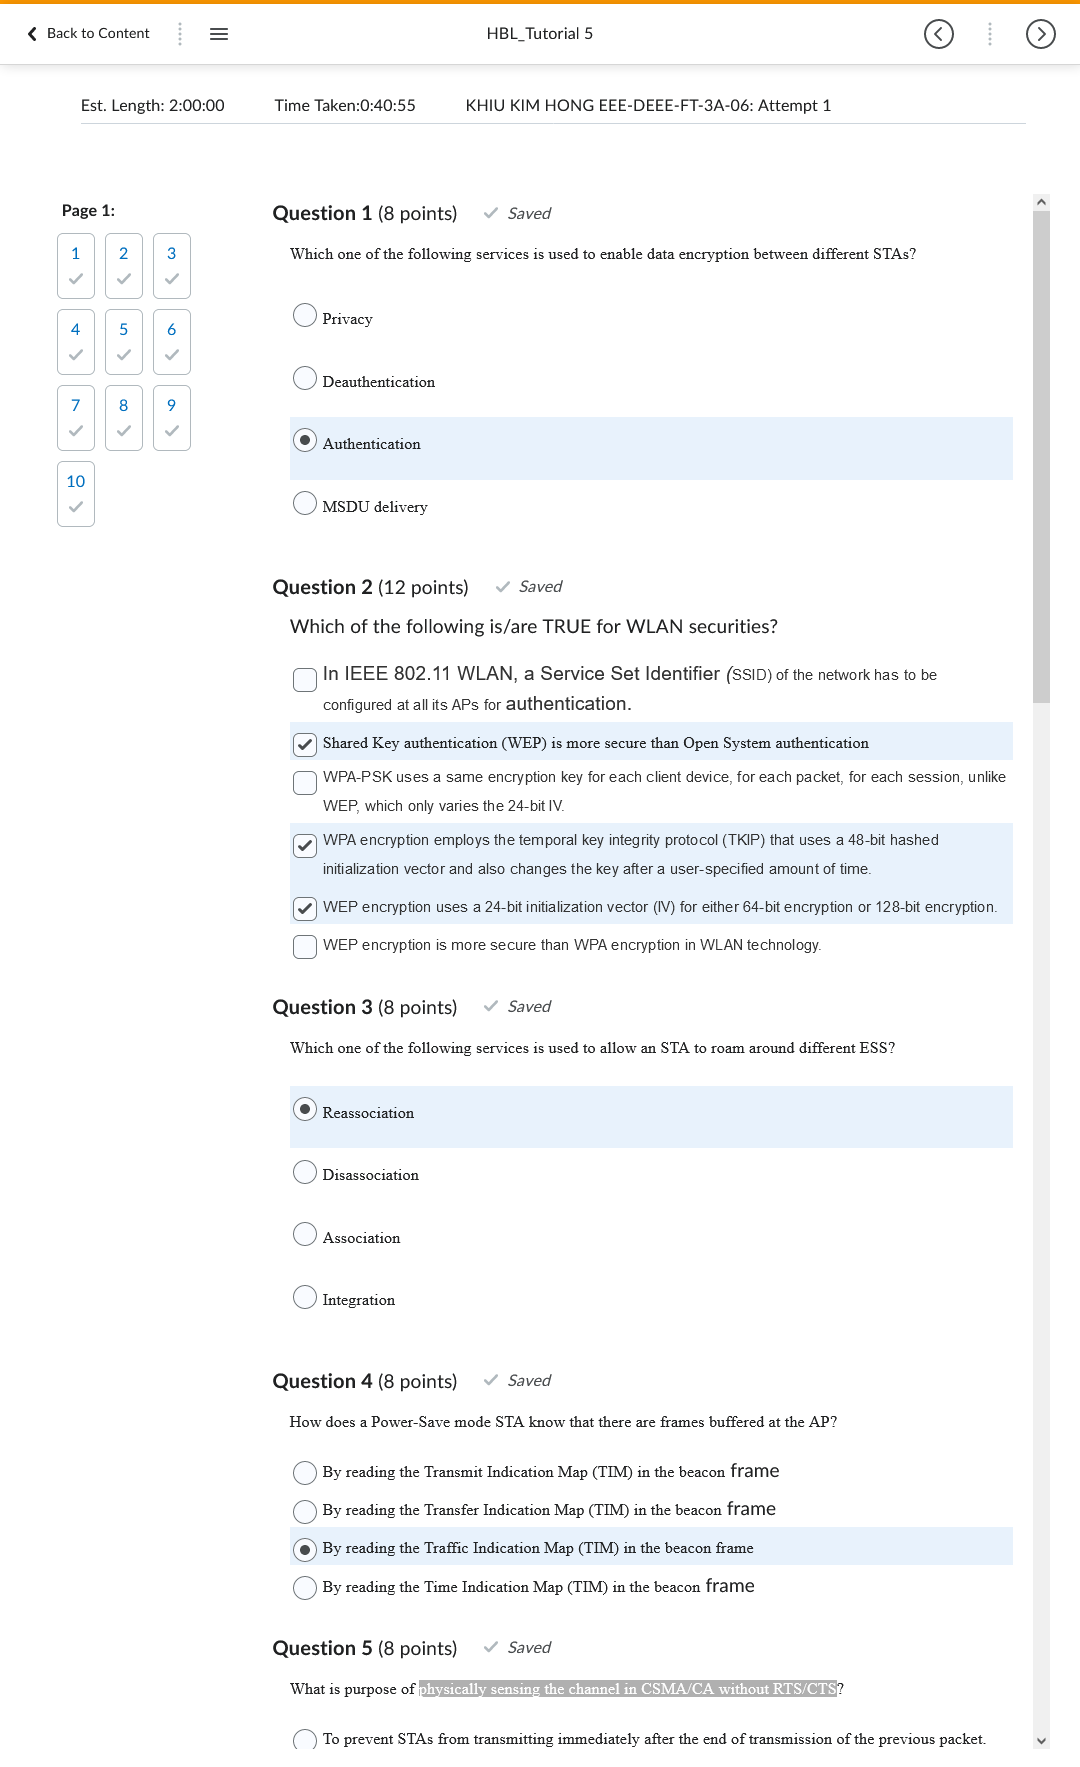 Back to Content
HBL_Tutorial 5
Est. Length: 2:00:00 Time Taken:0:40:55 KHIU KIM HONG EEE-DEEE-FT-3A-06: Attempt 1
Page 1:
1 2 3
4 5 6
7 8 9
10
Question 1 (8 points) Saved
Which one of the following services is used to enable data encryption between different STAs?
Privacy
Deauthentication
Authentication
MSDU delivery
Question 2 (12 points) Saved
Which of the following is/are TRUE for WLAN securities?
In IEEE 802.11 WLAN, a Service Set Identifier (SSID) of the network has to be
configured at all its APs for authentication.
Shared Key authentication (WEP) is more secure than Open System authentication
WPA-PSK uses a same encryption key for each client device, for each packet, for each session, unlike
WEP, which only varies the 24-bit IV.
WPA encryption employs the temporal key integrity protocol (TKIP) that uses a 48-bit hashed
initialization vector and also changes the key after a user-specified amount of time.
WEP encryption uses a 24-bit initialization vector (IV) for either 64-bit encryption or 128-bit encryption.
WEP encryption is more secure than WPA encryption in WLAN technology.
Question 3 (8 points) Saved
Which one of the following services is used to allow an STA to roam around different ESS?
Reassociation
Disassociation
Association
Integration
Question 4 (8 points) Saved
How does a Power-Save mode STA know that there are frames buffered at the AP?
By reading the Transmit Indication Map (TIM) in the beacon frame
By reading the Transfer Indication Map (TIM) in the beacon frame
By reading the Traffic Indication Map (TIM) in the beacon frame
By reading the Time Indication Map (TIM) in the beacon frame
Question 5 (8 points) Saved
What is purpose of physically sensing the channel in CSMA/CA without RTS/CTS?
To prevent STAs from transmitting immediately after the end of transmission of the previous packet.